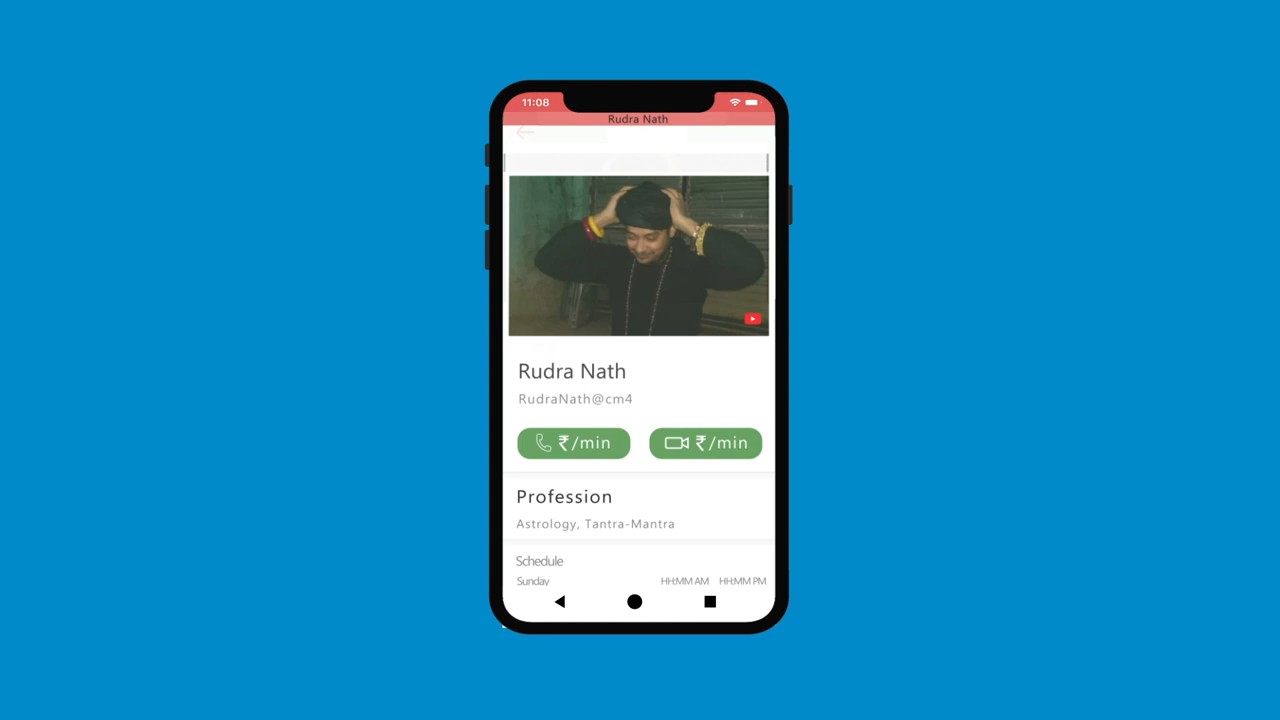 11:08
Rudra Nath
Rudra Nath
RudraNath@cm4
₹/min ₹/min
Profession
Astrology, Tantra-Mantra
Schedule
Sunday HH:MM AM HH:MM PM